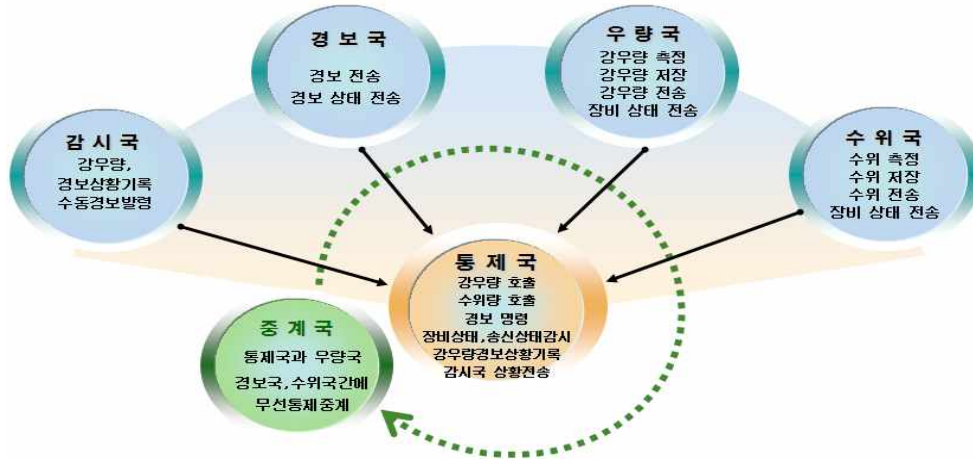 경보국
경보 전송
경보 상태 전송
우량국
강우량 측정
강우량 저장
강우량 전송
장비 상태 전송
감시국
강우량,
경보상황기록
수동경보발령
수위국
수위 측정
수위 저장
수위 전송
장비 상태 전송
통제국
강우량 호출
수위량 호출
경보 명령
장비상태,송신상태감시
강우량경보상황기록
감시국 상황전송
중계국
통제국과 우량국
경보국,수위국간에
무선통제중계